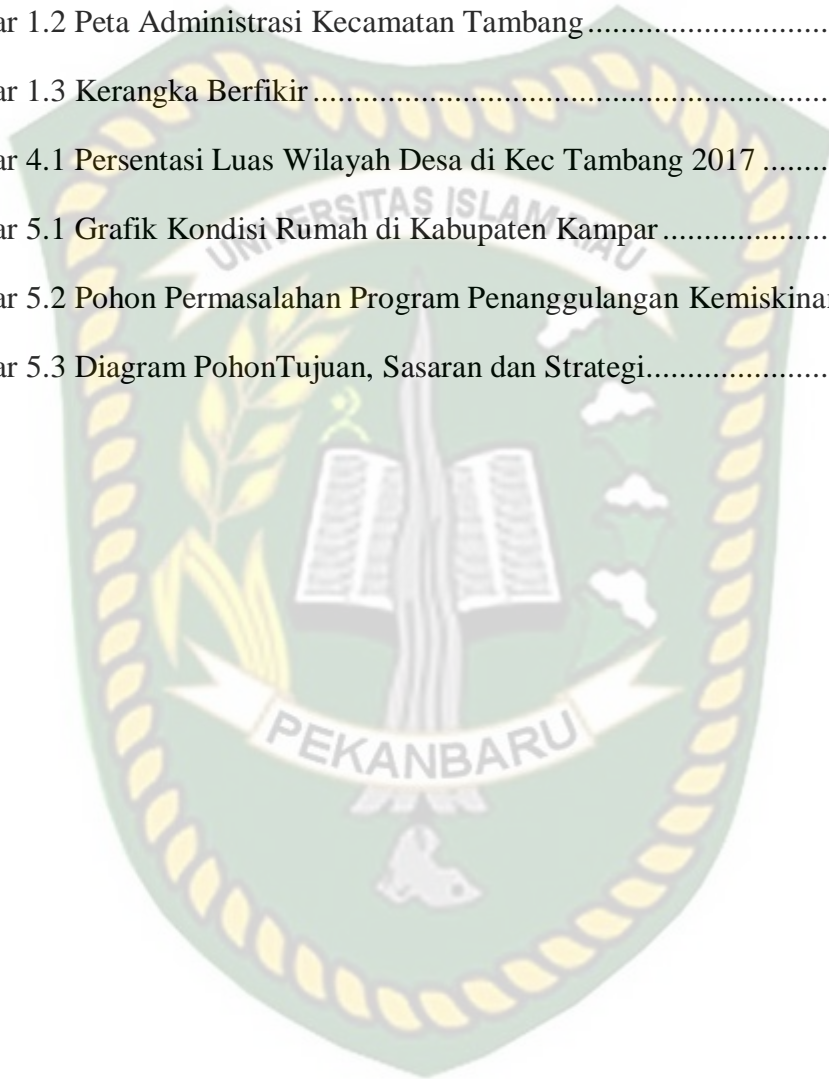 ar 1.2 Peta Administrasi Kecamatan Tambang..............................
ar 1.3 Kerangka Berfikir................................................................
ar 4.1 Persentasi Luas Wilayah Desa di Kec Tambang 2017........
ar 5.1 Grafik Kondisi Rumah di Kabupaten Kampar....................
ar 5.2 Pohon Permasalahan Program Penanggulangan Kemiskinan
ar 5.3 Diagram PohonTujuan, Sasaran dan Strategi......................
UNIVERSITAS ISLAM RIAU
PEKANBARU